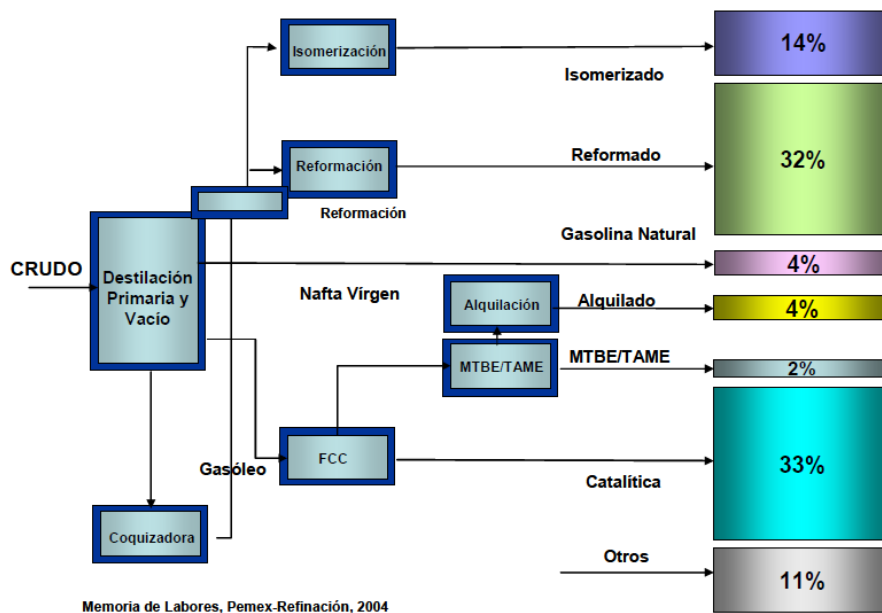 Isomerización
14%
Isomerizado
Reformación
Reformado
32%
Reformación
Gasolina Natural
CRUDO
Destilación
Primaria y
Vacío
4%
Nafta Vírgen
Alquilación
Alquilado
4%
MTBE/TAME
MTBE/TAME
2%
Gasóleo
FCC
33%
Catalítica
Coquizadora
Otros
11%
Memoria de Labores, Pemex-Refinación, 2004